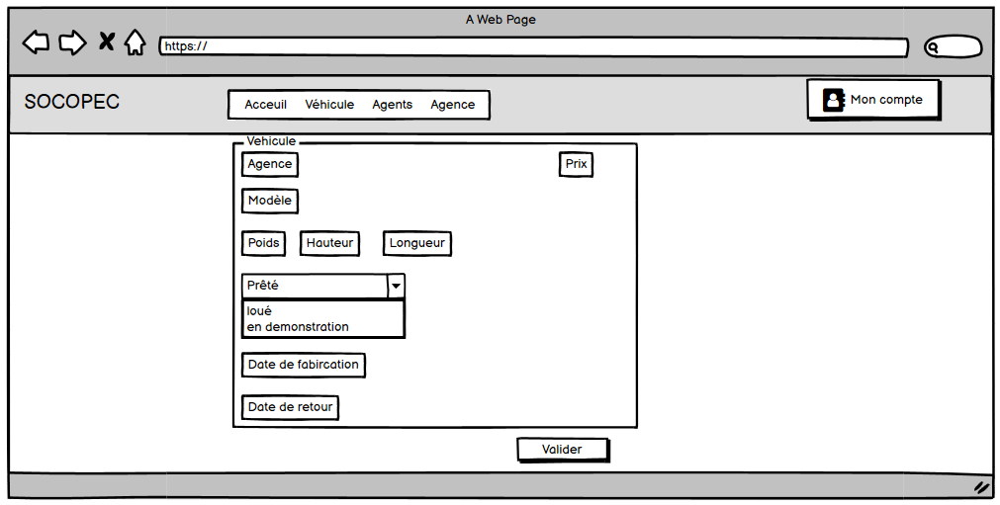 A Web Page
https://
SOCOPEC
Acceuil Véhicule Agents Agence
Mon compte
Vehicule
Agence
Prix
Modèle
Poids Hauteur Longueur
Prêté
loué
en demonstration
Date de fabircation
Date de retour
Valider